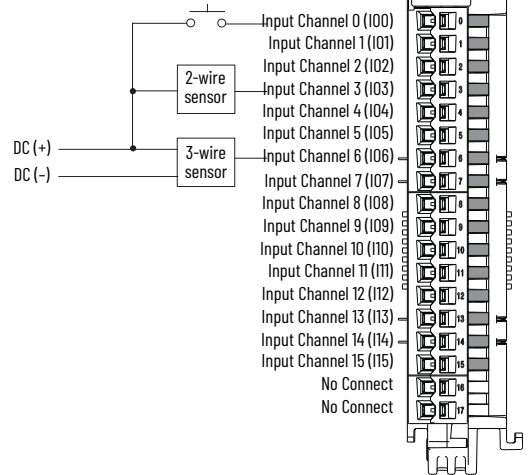 Input Channel 0 (I00)
Input Channel 1 (I01)
Input Channel 2 (I02)
2-wire
sensor
Input Channel 3 (I03)
Input Channel 4 (I04)
Input Channel 5 (I05)
DC (+)
3-wire
sensor
Input Channel 6 (I06)
DC (-)
Input Channel 7 (I07)
Input Channel 8 (I08)
Input Channel 9 (I09)
Input Channel 10 (I10)
Input Channel 11 (I11)
Input Channel 12 (I12)
Input Channel 13 (I13)
Input Channel 14 (I14)
Input Channel 15 (I15)
No Connect
No Connect
0
1
2
3
4
5
6
7
8
9
10
11
12
13
14
15
16
17